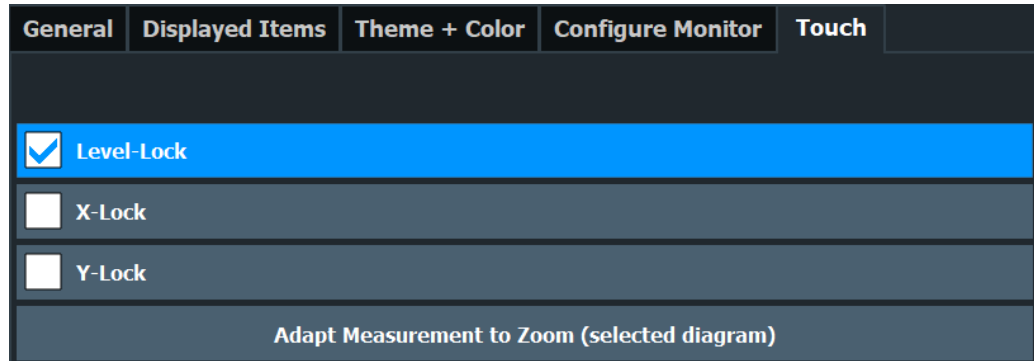 General Displayed Items Theme + Color Configure Monitor Touch
Level-Lock
X-Lock
Y-Lock
Adapt Measurement to Zoom (selected diagram)